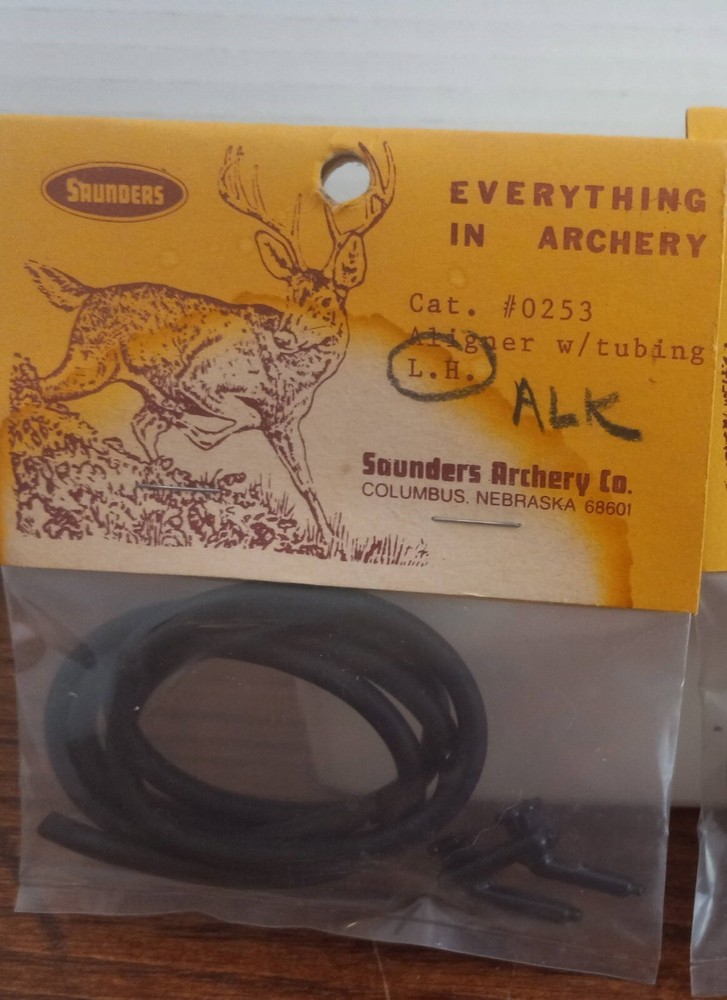 SAUNDERS
EVERYTHING
IN ARCHERY
Cat. #0253
Aligner w/tubing
L.H.
ALK
Saunders Archery Co.
COLUMBUS, NEBRASKA 68601